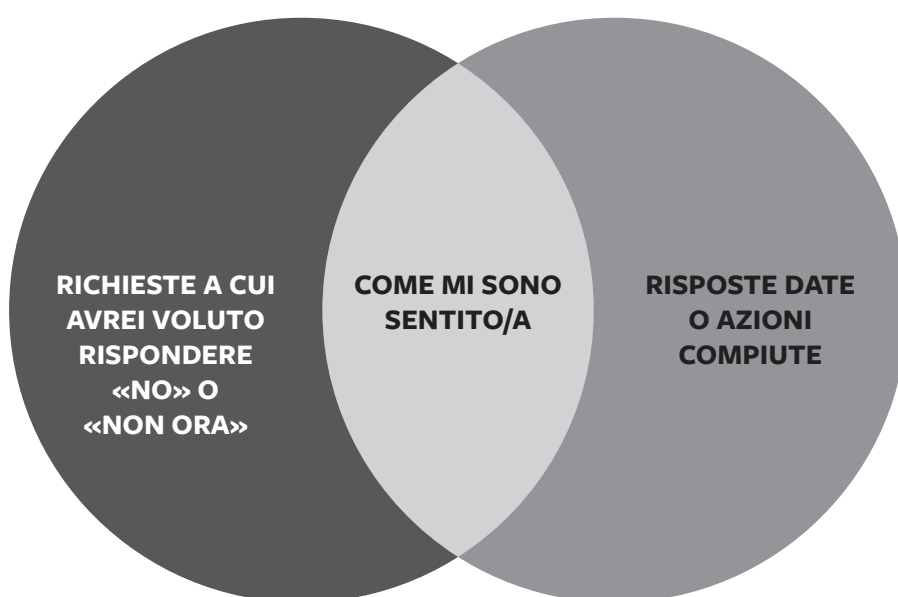 RICHIESTE A CUI
AVREI VOLUTO
RISPONDERE
«NO» O
«NON ORA»
COME MI SONO
SENTITO/A
RISPOSTE DATE
O AZIONI
COMPIUTE